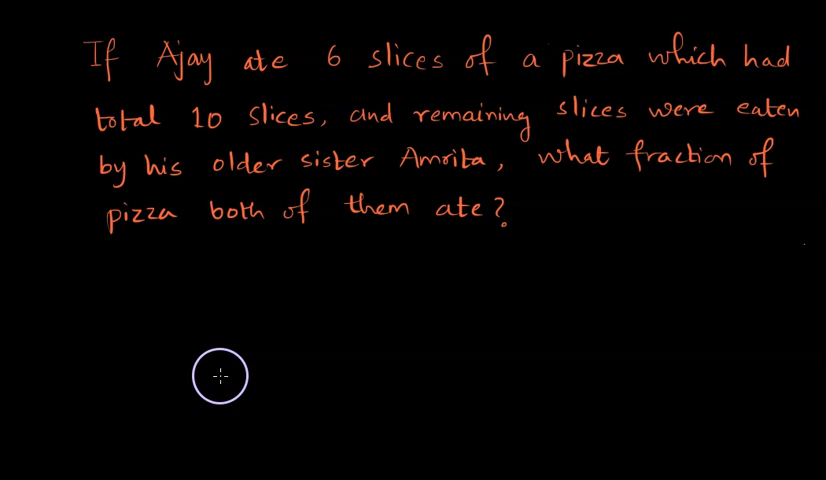 If Ajay ate 6 slices of a pizza which had
total 10 slices, and remaining slices were eaten
by his older sister Amrita, what fraction of
pizza both of them ate?